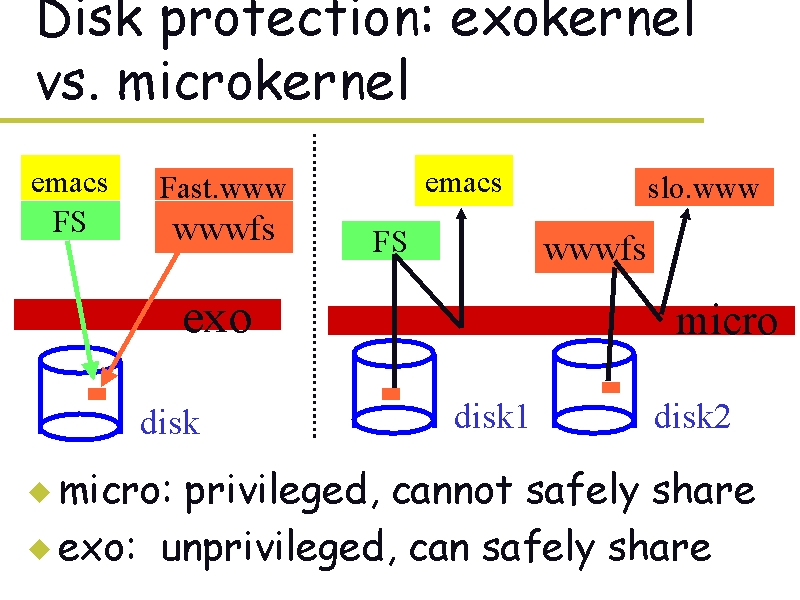 Disk protection: exokernel
vs. microkernel
emacs
FS
Fast.www
wwwfs
exo
disk
emacs
slo.www
FS
wwwfs
micro
disk1
disk2
micro: privileged, cannot safely share
exo: unprivileged, can safely share